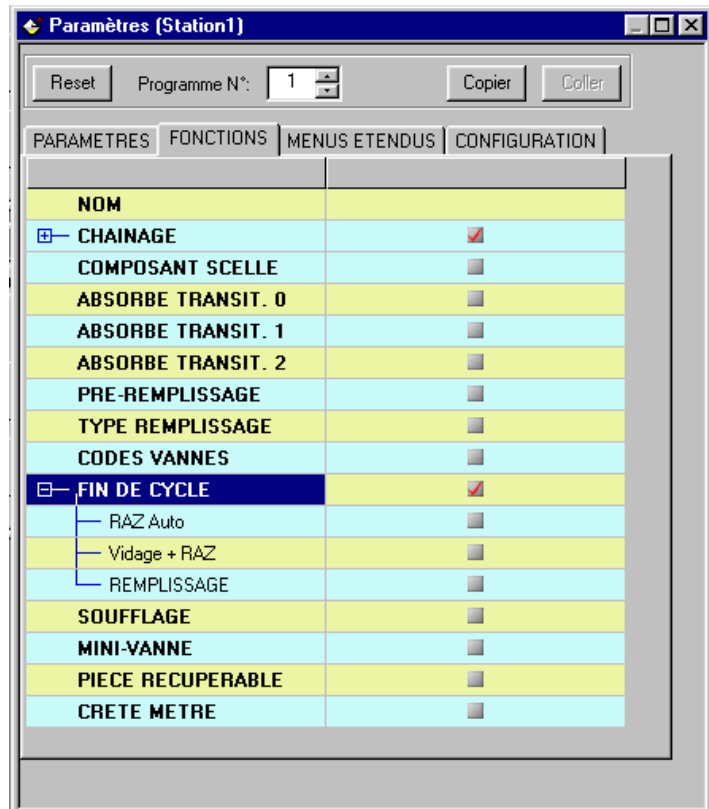 Paramètres (Station1)
Reset Programme N°: 1 Copier Coller
PARAMETRES FONCTIONS MENUS ETENDUS CONFIGURATION
NOM
CHAINAGE
COMPOSANT SCELLE
ABSORBE TRANSIT. 0
ABSORBE TRANSIT. 1
ABSORBE TRANSIT. 2
PRE-REMPLISSAGE
TYPE REMPLISSAGE
CODES VANNES
FIN DE CYCLE
RAZ Auto
Vidage + RAZ
REMPLISSAGE
SOUFFLAGE
MINI-VANNE
PIECE RECUPERABLE
CRETE METRE